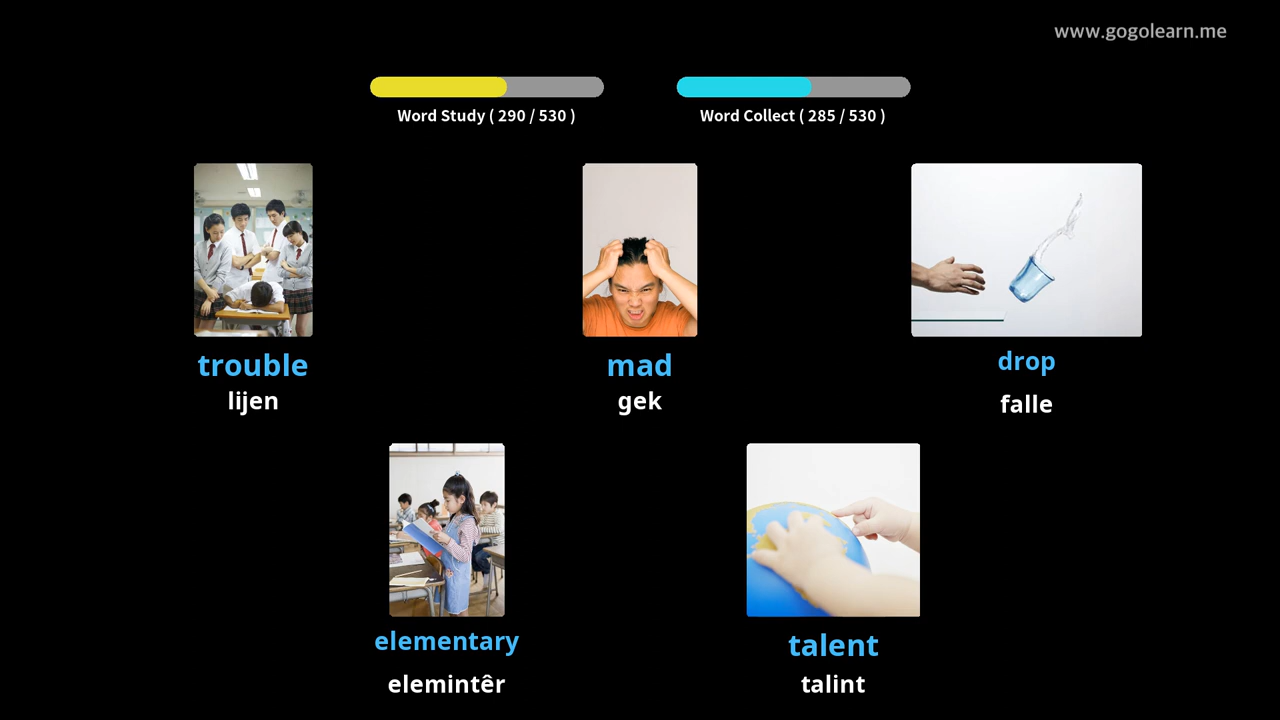 www.gogolearn.me
Word Study ( 290 / 530 )
Word Collect ( 285 / 530 )
trouble
lijen
mad
gek
drop
falle
elementary
elemintêr
talent
talint